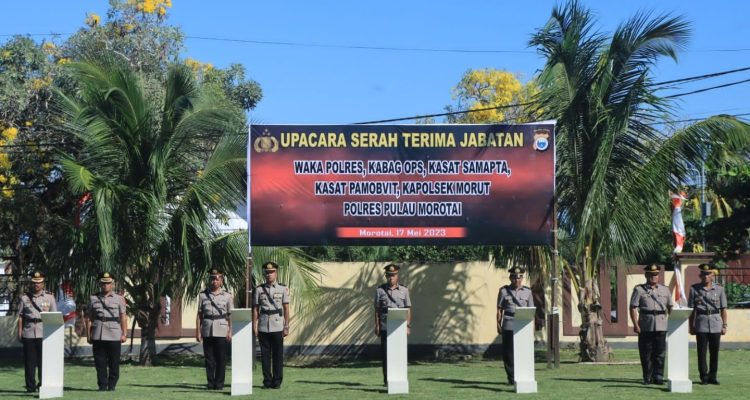 UPACARA SERAH TERIMA JABATAN
WAKA POLRES, KABAG OPS, KASAT SAMAPTA,
KASAT PAMOBVIT, KAPOLSEK MORUT
POLRES PULAU MOROTAI
Morotai, 17 Mei 2023